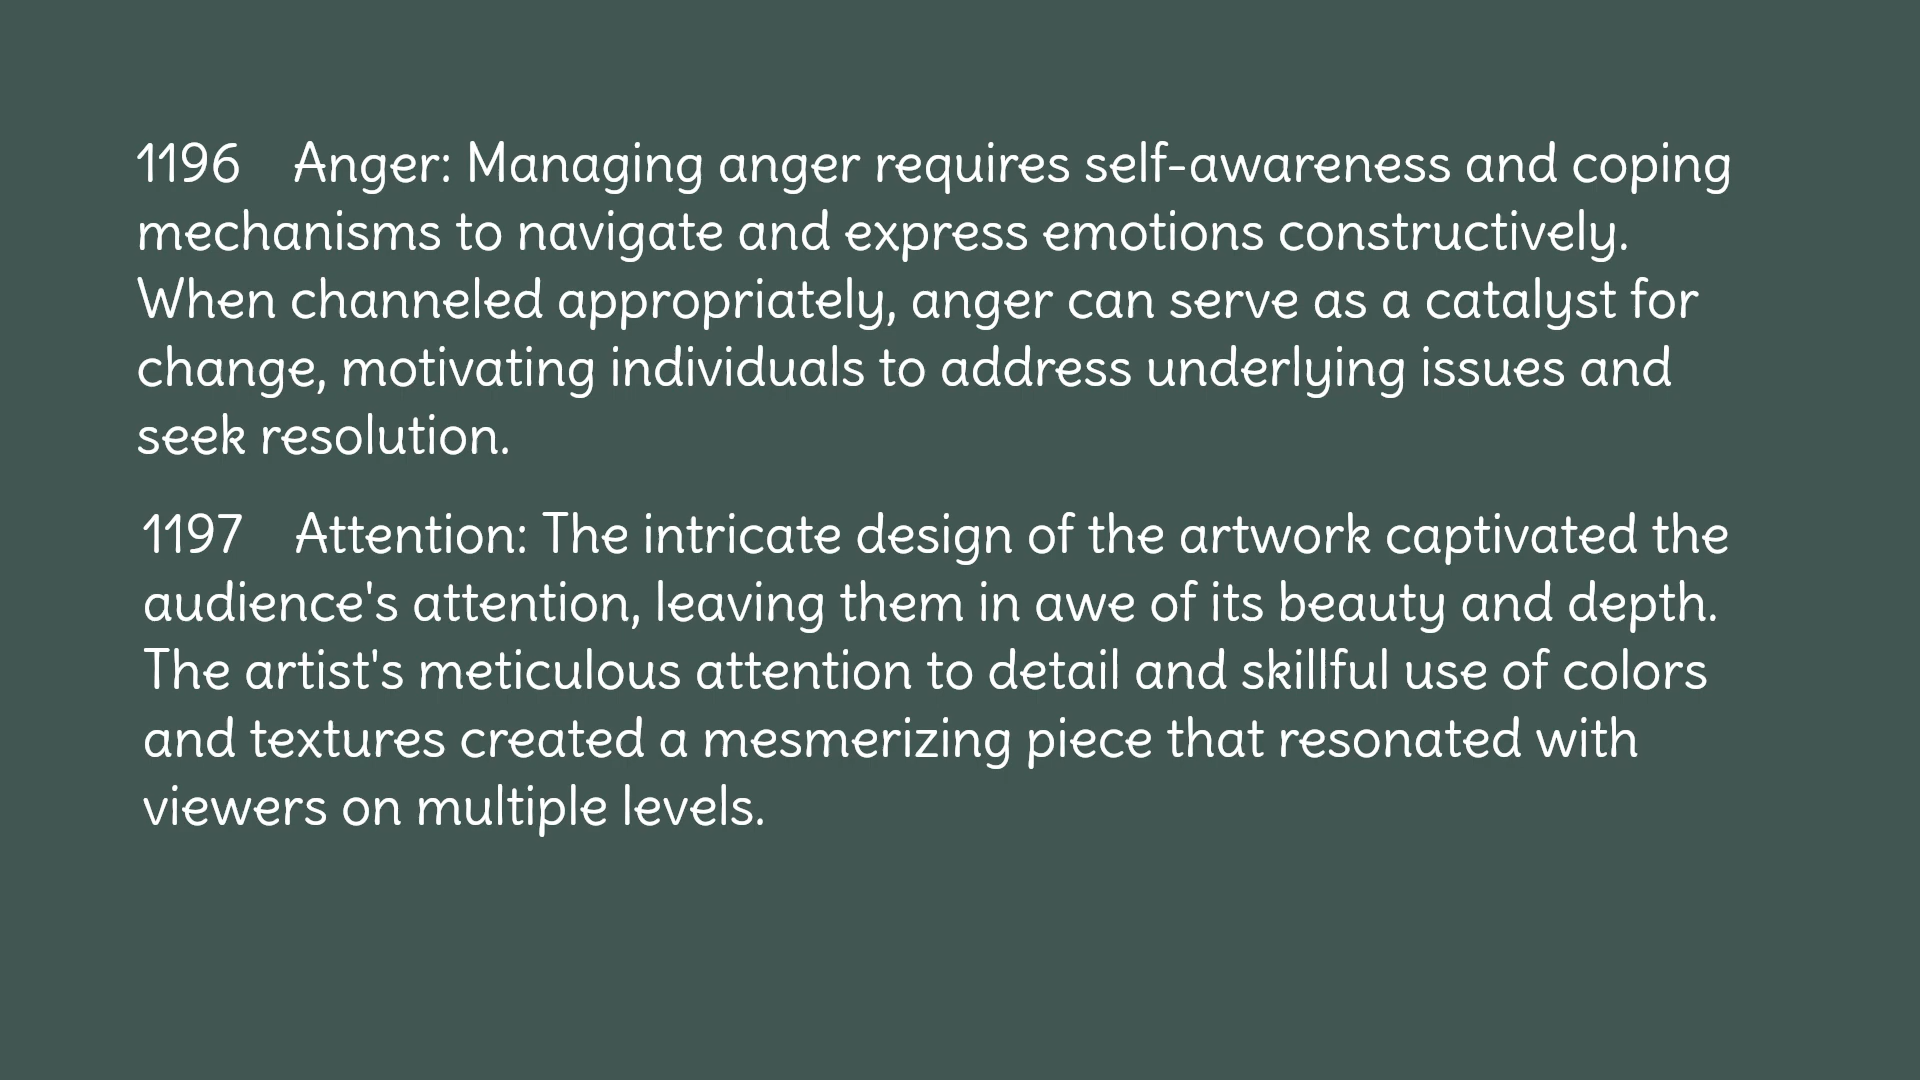 1196 Anger: Managing anger requires self-awareness and coping
mechanisms to navigate and express emotions constructively.
When channeled appropriately, anger can serve as a catalyst for
change, motivating individuals to address underlying issues and
seek resolution.
1197 Attention: The intricate design of the artwork captivated the
audience's attention, leaving them in awe of its beauty and depth.
The artist's meticulous attention to detail and skillful use of colors
and textures created a mesmerizing piece that resonated with
viewers on multiple levels.